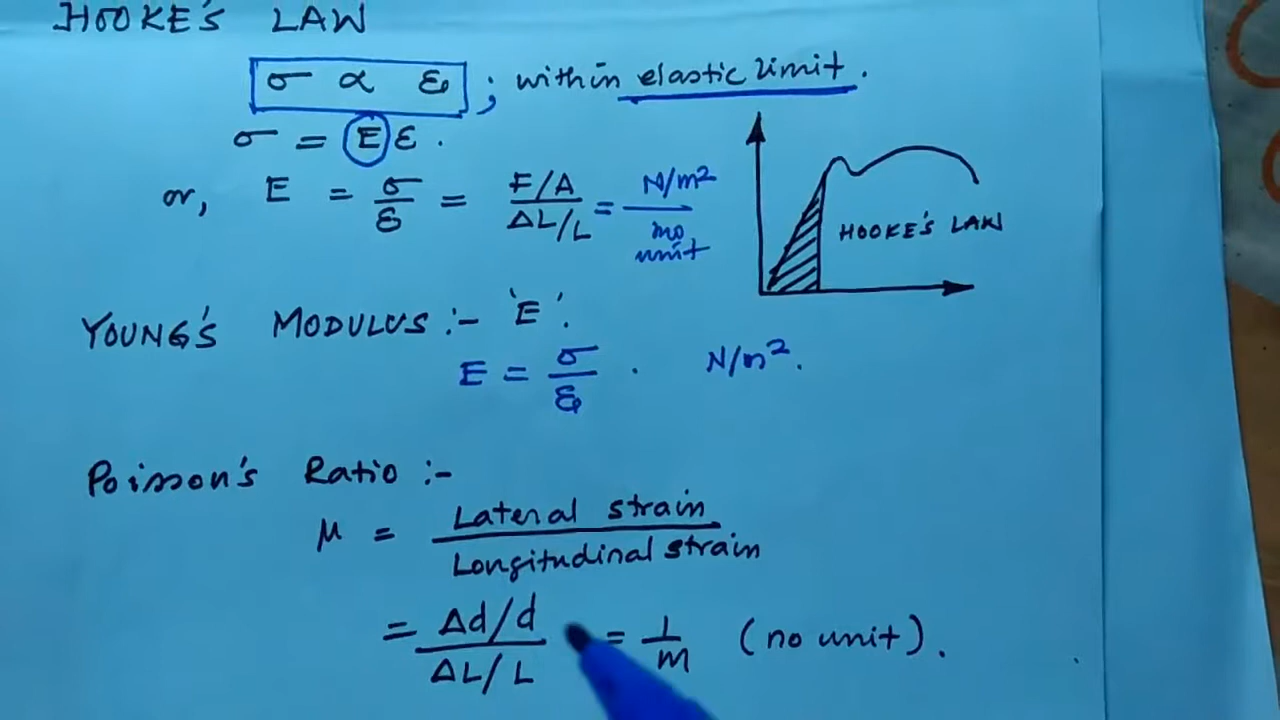 HOOKE'S LAW
σ ∝ ε ; within elastic limit.
σ = E ε.
or, E = σ/ε = F/A / ΔL/L = N/m² / no unit
HOOKE'S LAW
YOUNG'S MODULUS :- 'E'.
E = σ/ε . N/m².
Poisson's Ratio :-
μ = Lateral strain / Longitudinal strain
= Δd/d / ΔL/L = 1/m (no unit).